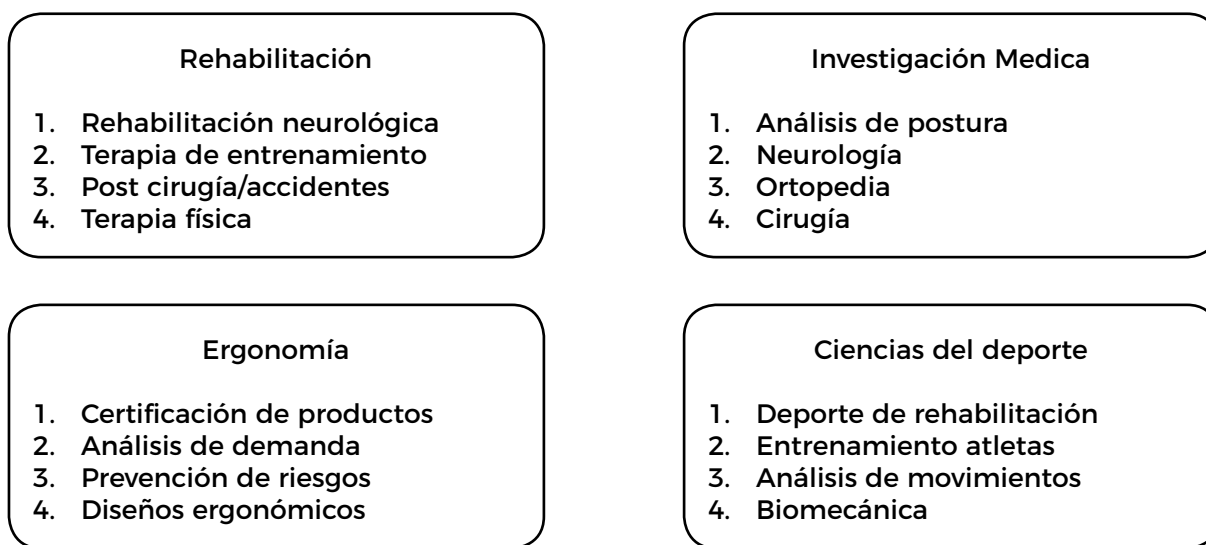 Rehabilitación
1. Rehabilitación neurológica
2. Terapia de entrenamiento
3. Post cirugía/accidentes
4. Terapia física
Investigación Medica
1. Análisis de postura
2. Neurología
3. Ortopedia
4. Cirugía
Ergonomía
1. Certificación de productos
2. Análisis de demanda
3. Prevención de riesgos
4. Diseños ergonómicos
Ciencias del deporte
1. Deporte de rehabilitación
2. Entrenamiento atletas
3. Análisis de movimientos
4. Biomecánica